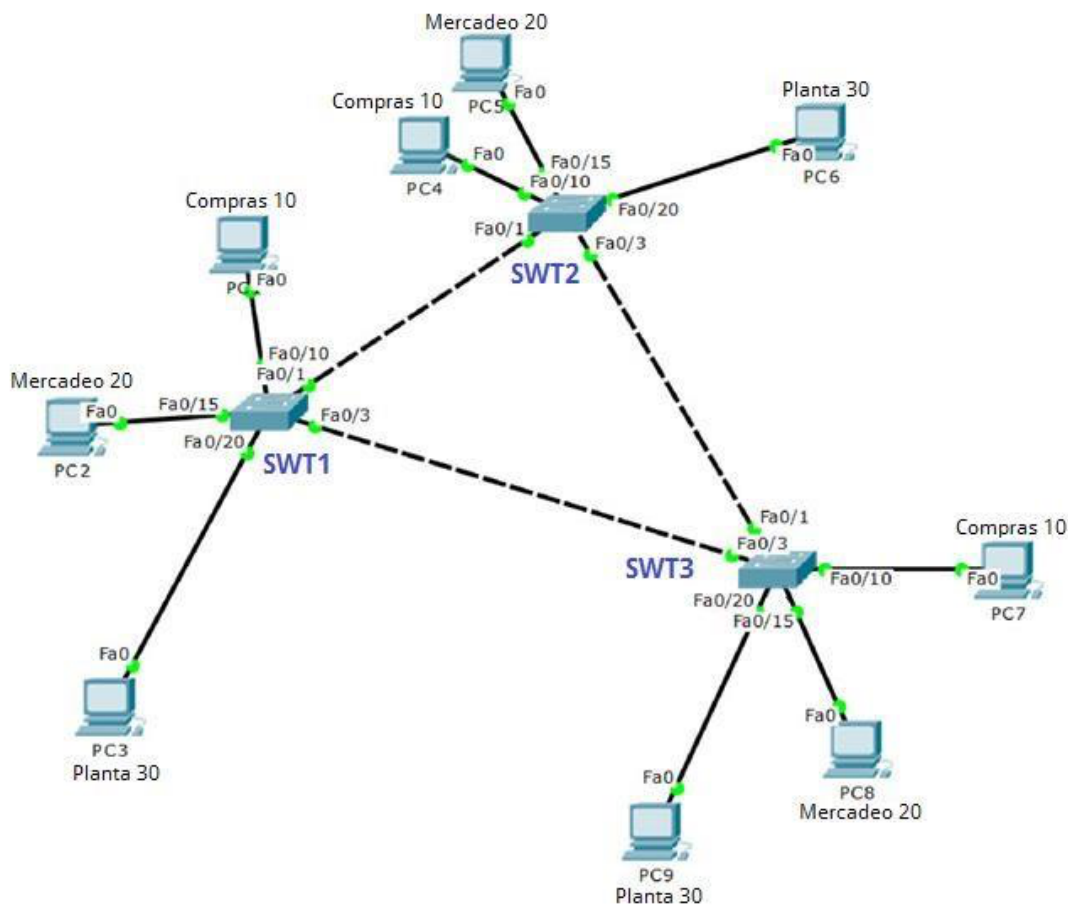 Mercadeo 20
Fa0
PC5
Compras 10
Fa0
PC4
Fa0/15
Fa0/10
Fa0/1
Fa0/20
Fa0/3
SWT2
Planta 30
Fa0
PC6
Compras 10
Fa0
Fa0/10
Fa0/1
Mercadeo 20
Fa0
PC2
Fa0/15
Fa0/20
Fa0/3
SWT1
Fa0
PC3
Planta 30
Fa0/1
Fa0/3
SWT3
Fa0/20
Fa0/15
Fa0/10
Compras 10
Fa0
PC7
Fa0
PC8
Mercadeo 20
Fa0
PC9
Planta 30